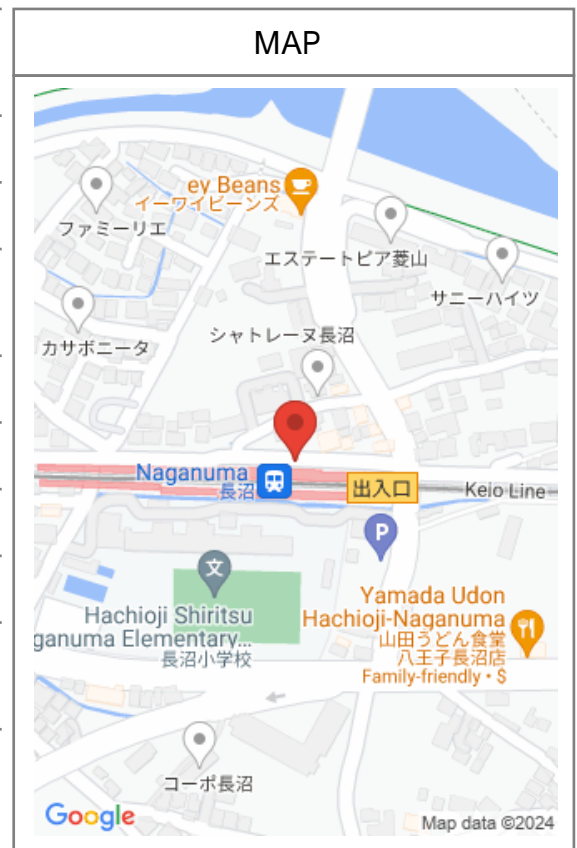 MAP
ey Beans
イーワイビーンズ
ファミーリエ
エステートピア菱山
サニーハイツ
シャトレーヌ長沼
カサボニータ
Naganuma
長沼
出入口
Keio Line
P
文
Hachioji Shiritsu
ganuma Elementary...
長沼小学校
Yamada Udon
Hachioji-Naganuma
山田うどん食堂
八王子長沼店
Family-friendly • $
コーポ長沼
Google
Map data ©2024